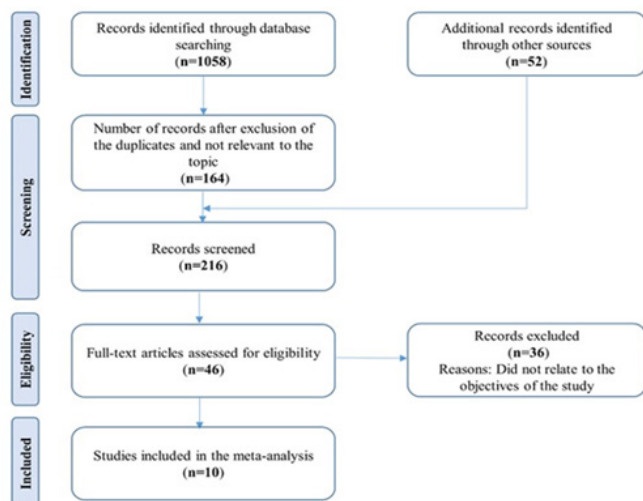 Identification
Records identified through database
searching
(n=1058)
Additional records identified
through other sources
(n=52)
Screening
Number of records after exclusion of
the duplicates and not relevant to the
topic
(n=164)
Records screened
(n=216)
Eligibility
Full-text articles assessed for eligibility
(n=46)
Records excluded
(n=36)
Reasons: Did not relate to the
objectives of the study
Included
Studies included in the meta-analysis
(n=10)